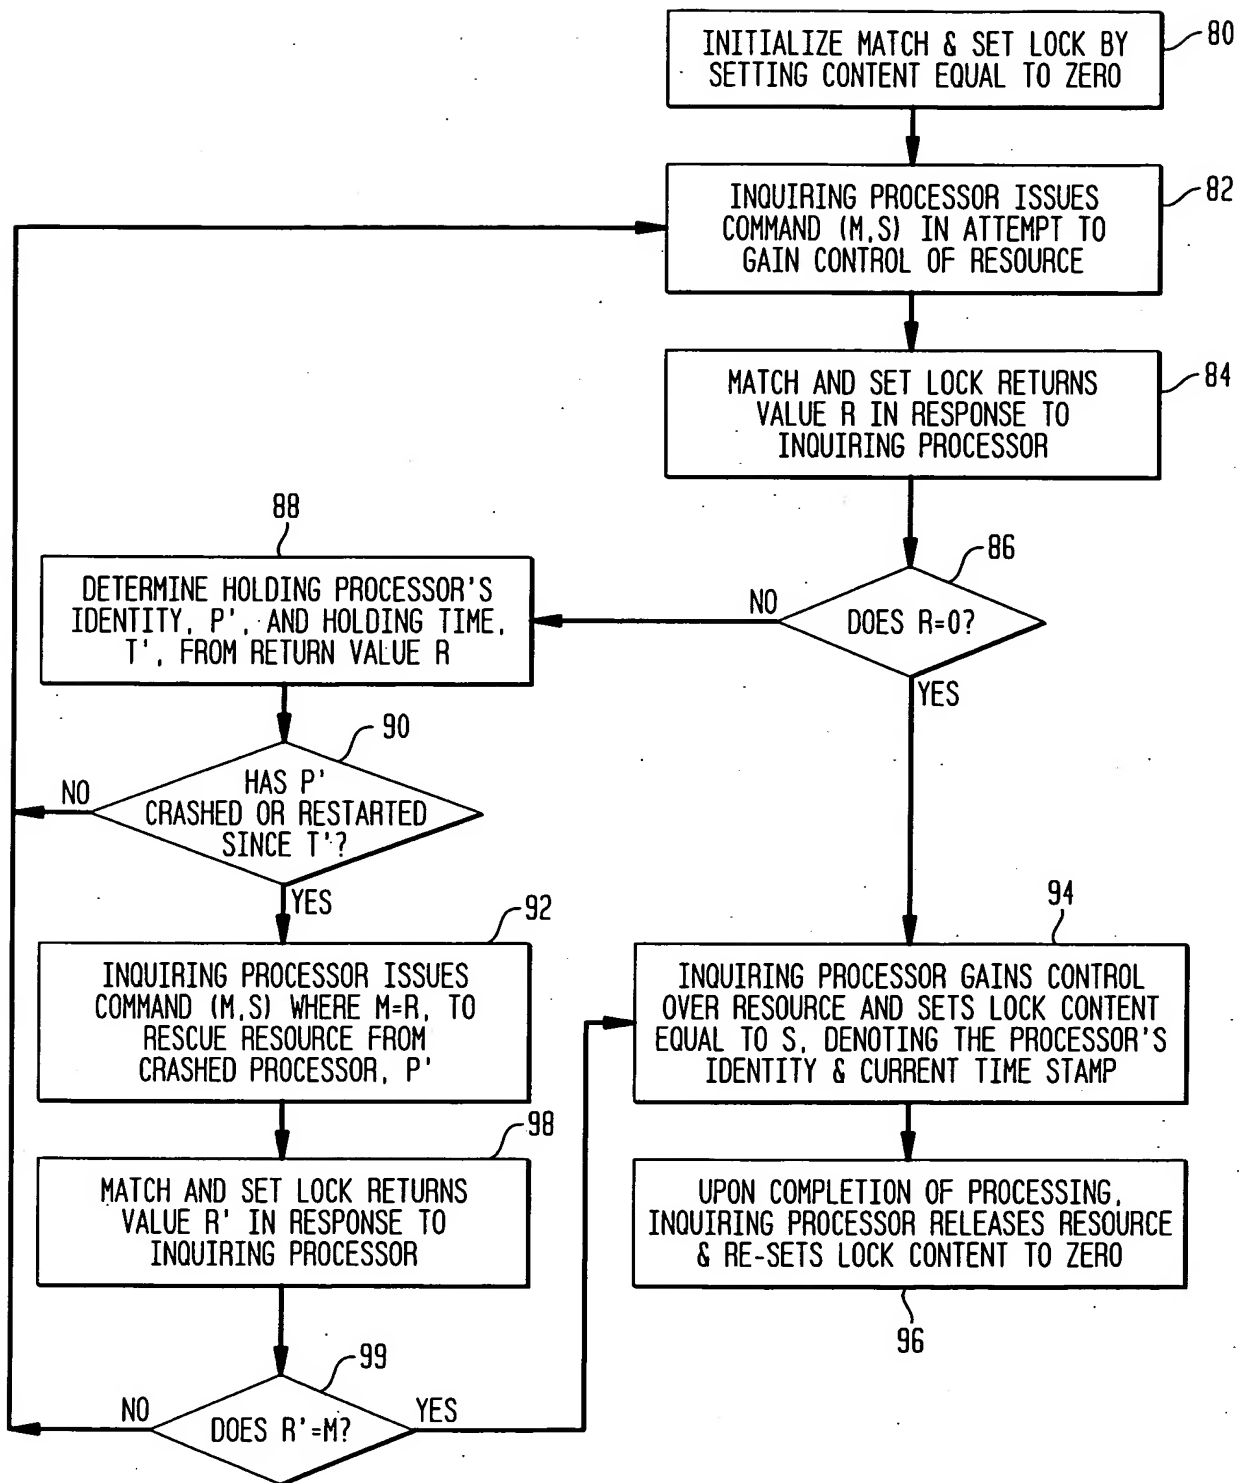 INITIALIZE MATCH & SET LOCK BY
SETTING CONTENT EQUAL TO ZERO
80
INQUIRING PROCESSOR ISSUES
COMMAND (M,S) IN ATTEMPT TO
GAIN CONTROL OF RESOURCE
82
MATCH AND SET LOCK RETURNS
VALUE R IN RESPONSE TO
INQUIRING PROCESSOR
84
86
DOES R=0?
NO
YES
88
DETERMINE HOLDING PROCESSOR'S
IDENTITY, P', AND HOLDING TIME,
T', FROM RETURN VALUE R
90
HAS P'
CRASHED OR RESTARTED
SINCE T'?
NO
YES
92
INQUIRING PROCESSOR ISSUES
COMMAND (M,S) WHERE M=R, TO
RESCUE RESOURCE FROM
CRASHED PROCESSOR, P'
94
INQUIRING PROCESSOR GAINS CONTROL
OVER RESOURCE AND SETS LOCK CONTENT
EQUAL TO S, DENOTING THE PROCESSOR'S
IDENTITY & CURRENT TIME STAMP
98
MATCH AND SET LOCK RETURNS
VALUE R' IN RESPONSE TO
INQUIRING PROCESSOR
UPON COMPLETION OF PROCESSING,
INQUIRING PROCESSOR RELEASES RESOURCE
& RE-SETS LOCK CONTENT TO ZERO
96
99
DOES R'=M?
NO
YES